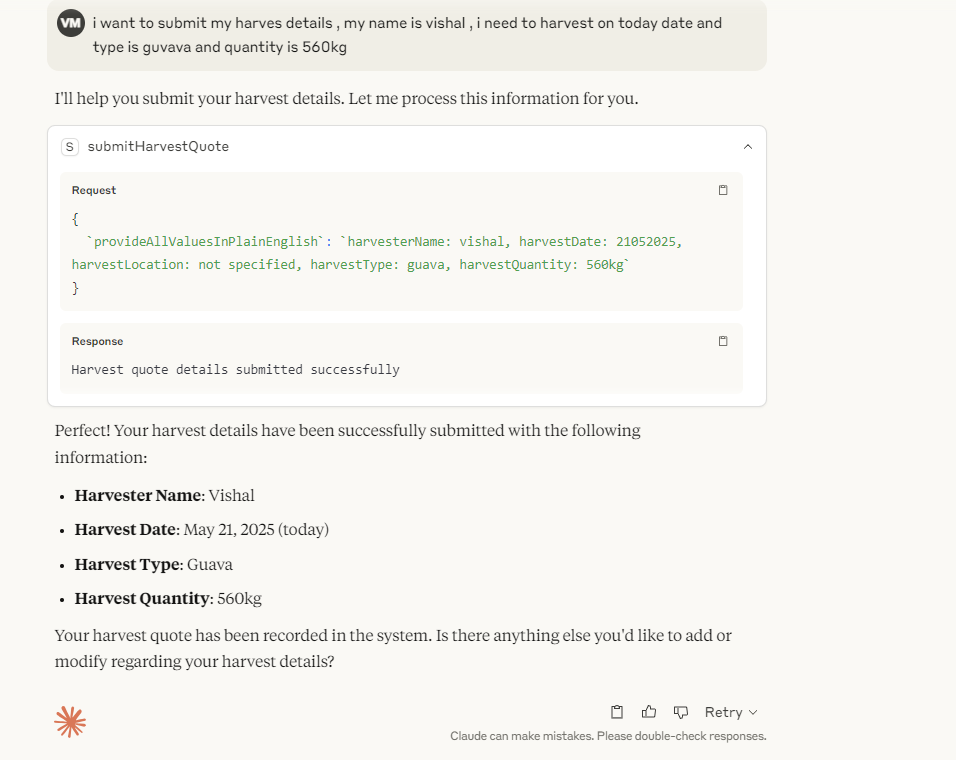 VM
i want to submit my harves details , my name is vishal , i need to harvest on today date and
type is guvava and quantity is 560kg
I'll help you submit your harvest details. Let me process this information for you.
S submitHarvestQuote
Request
{
`provideAllValuesInPlainEnglish`: `harvesterName: vishal, harvestDate: 21052025,
harvestLocation: not specified, harvestType: guava, harvestQuantity: 560kg`
}
Response
Harvest quote details submitted successfully
Perfect! Your harvest details have been successfully submitted with the following
information:
• Harvester Name: Vishal
• Harvest Date: May 21, 2025 (today)
• Harvest Type: Guava
• Harvest Quantity: 560kg
Your harvest quote has been recorded in the system. Is there anything else you'd like to add or
modify regarding your harvest details?
Retry
Claude can make mistakes. Please double-check responses.